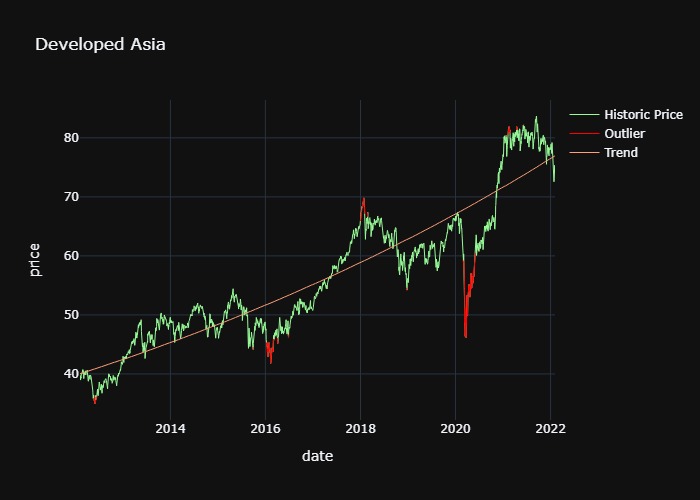 Developed Asia
Historic Price
Outlier
Trend
80
70
60
50
40
price
2014
2016
2018
2020
2022
date